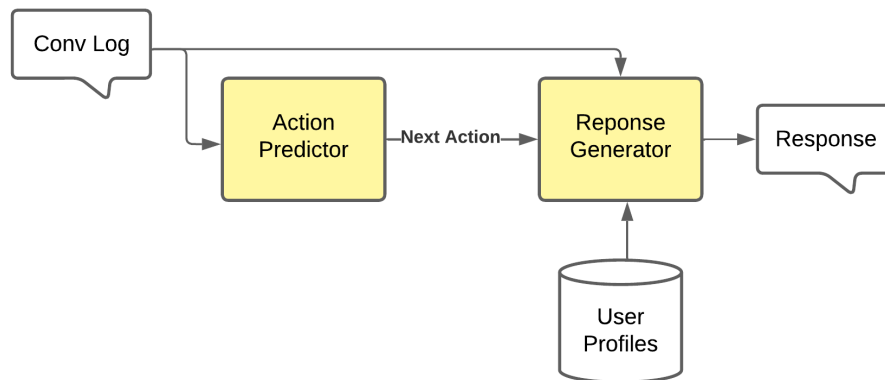 Conv Log
Action
Predictor
Next Action
Reponse
Generator
Response
User
Profiles